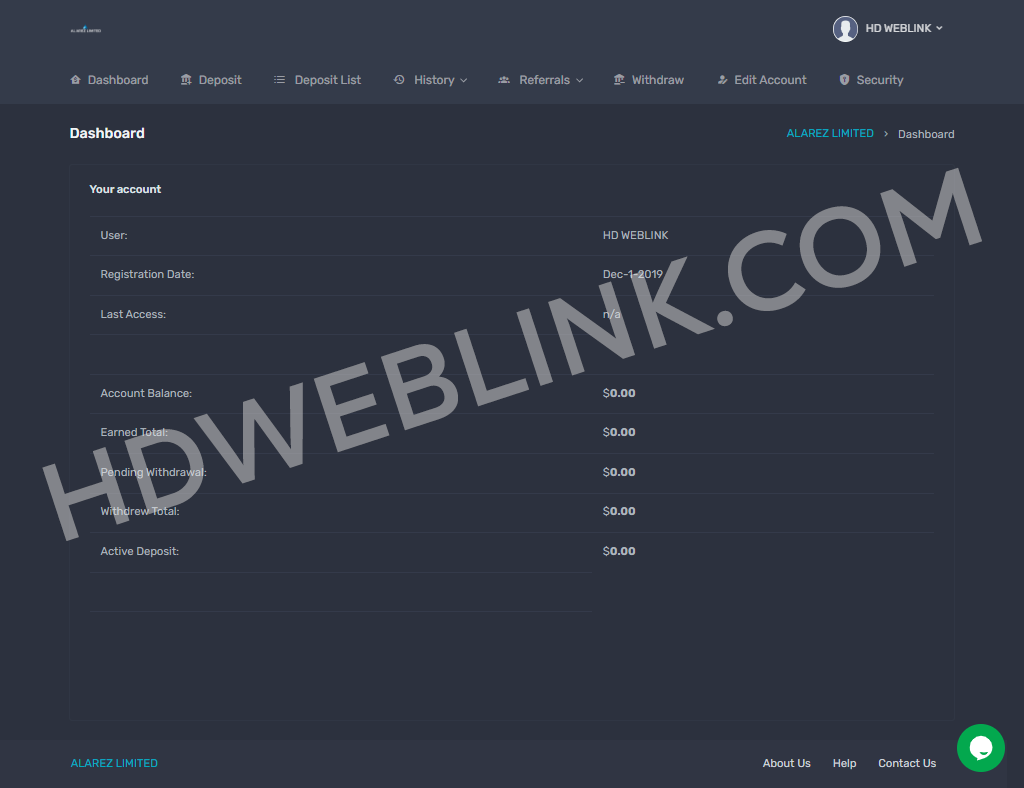 ALAREZ LIMITED
HD WEBLINK
Dashboard Deposit Deposit List History Referrals Withdraw Edit Account Security
Dashboard
ALAREZ LIMITED > Dashboard
Your account
User: HD WEBLINK
Registration Date: Dec-1-2019
Last Access: n/a
Account Balance: $0.00
Earned Total: $0.00
Pending Withdrawal: $0.00
Withdrew Total: $0.00
Active Deposit: $0.00
HDWEBLINK.COM
ALAREZ LIMITED About Us Help Contact Us